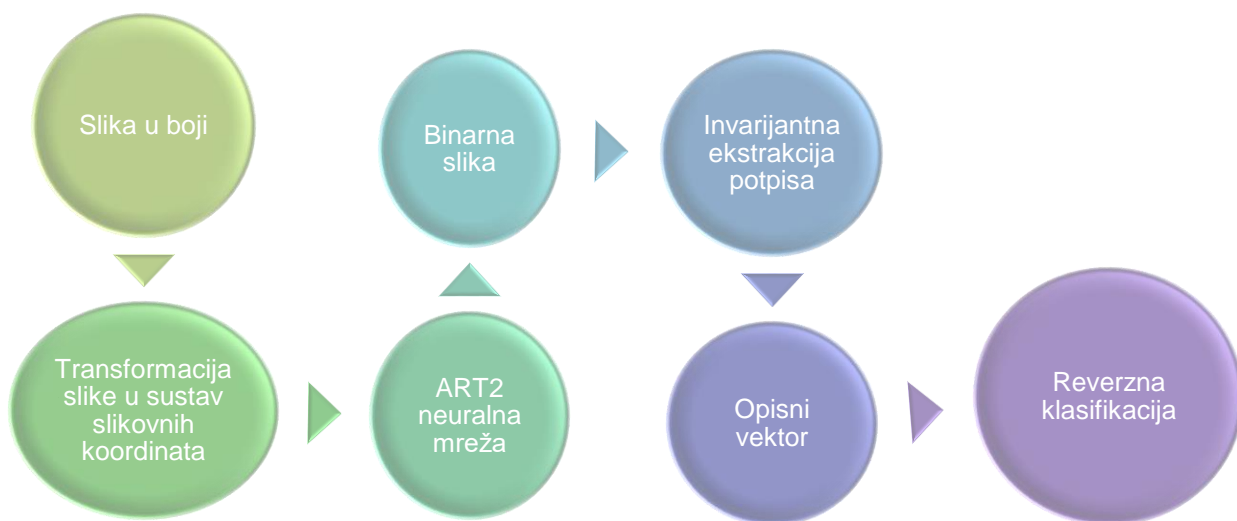 Slika u boji
Transformacija
slike u sustav
slikovnih
koordinata
ART2
neuralna
mreža
Binarna
slika
Invarijantna
ekstrakcija
potpisa
Opisni
vektor
Reverzna
klasifikacija